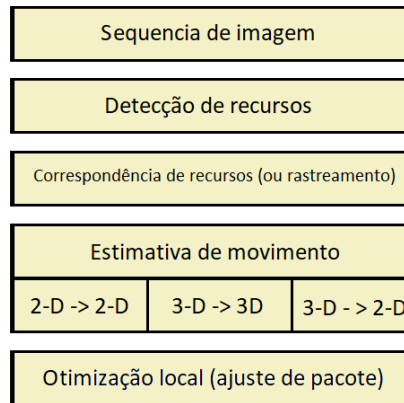 Sequencia de imagem
Detecção de recursos
Correspondência de recursos (ou rastreamento)
Estimativa de movimento
2-D -> 2-D 3-D -> 3D 3-D - > 2-D
Otimização local (ajuste de pacote)